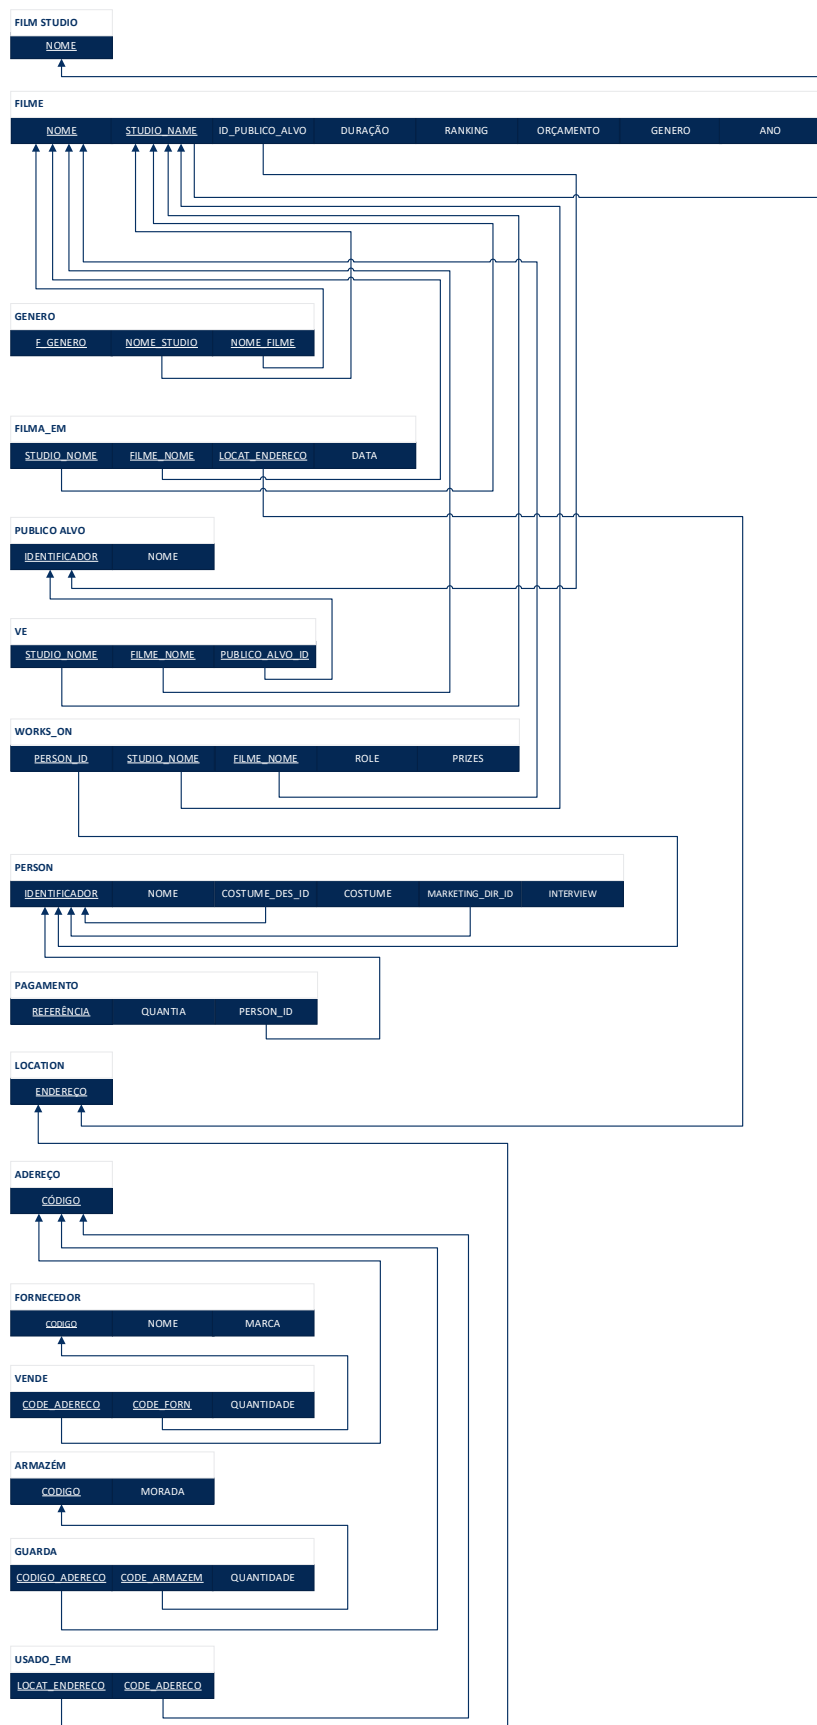 FILM STUDIO
NOME
FILME
NOME STUDIO_NAME ID_PUBLICO_ALVO DURAÇÃO RANKING ORÇAMENTO GENERO ANO
GENERO
F_GENERO NOME_STUDIO NOME_FILME
FILMA_EM
STUDIO_NOME FILME_NOME LOCAT_ENDERECO DATA
PUBLICO ALVO
IDENTIFICADOR NOME
VE
STUDIO_NOME FILME_NOME PUBLICO_ALVO_ID
WORKS_ON
PERSON_ID STUDIO_NOME FILME_NOME ROLE PRIZES
PERSON
IDENTIFICADOR NOME COSTUME_DES_ID COSTUME MARKETING_DIR_ID INTERVIEW
PAGAMENTO
REFERÊNCIA QUANTIA PERSON_ID
LOCATION
ENDEREÇO
ADEREÇO
CÓDIGO
FORNECEDOR
CODIGO NOME MARCA
VENDE
CODE_ADERECO CODE_FORN QUANTIDADE
ARMAZÉM
CODIGO MORADA
GUARDA
CODIGO_ADERECO CODE_ARMAZEM QUANTIDADE
USADO_EM
LOCAT_ENDERECO CODE_ADERECO